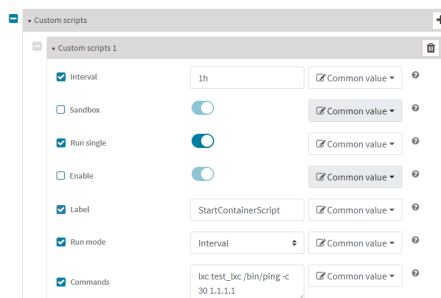 Custom scripts
Custom scripts 1
Interval 1h Common value
Sandbox Common value
Run single Common value
Enable Common value
Label StartContainerScript Common value
Run mode Interval Common value
Commands lxc test_lxc /bin/ping -c Common value
30 1.1.1.1